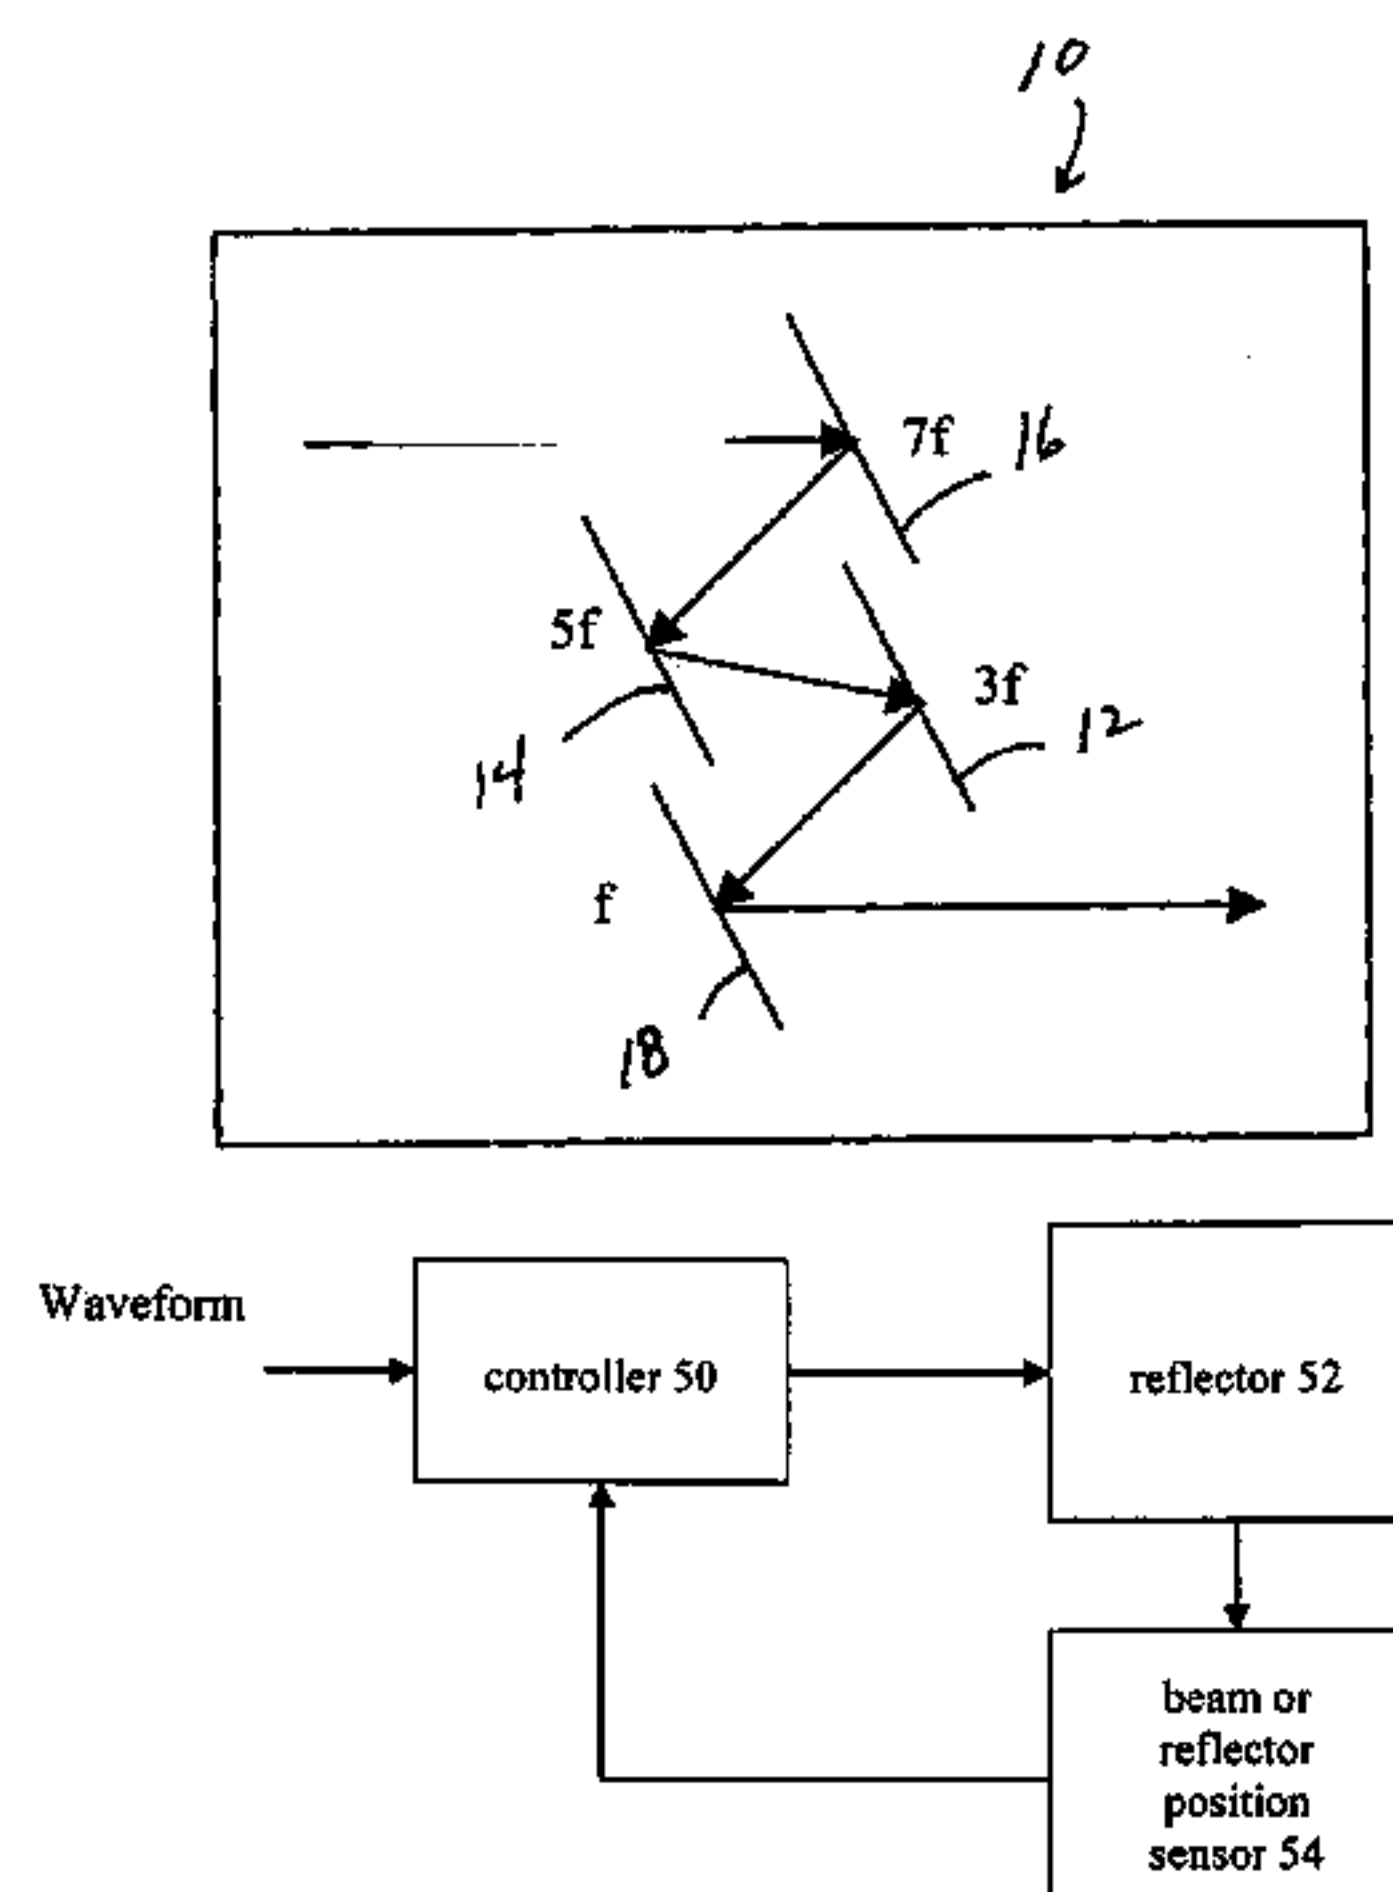 10
7f 16
5f
3f
12
14
f
18
Waveform
controller 50
reflector 52
beam or
reflector
position
sensor 54